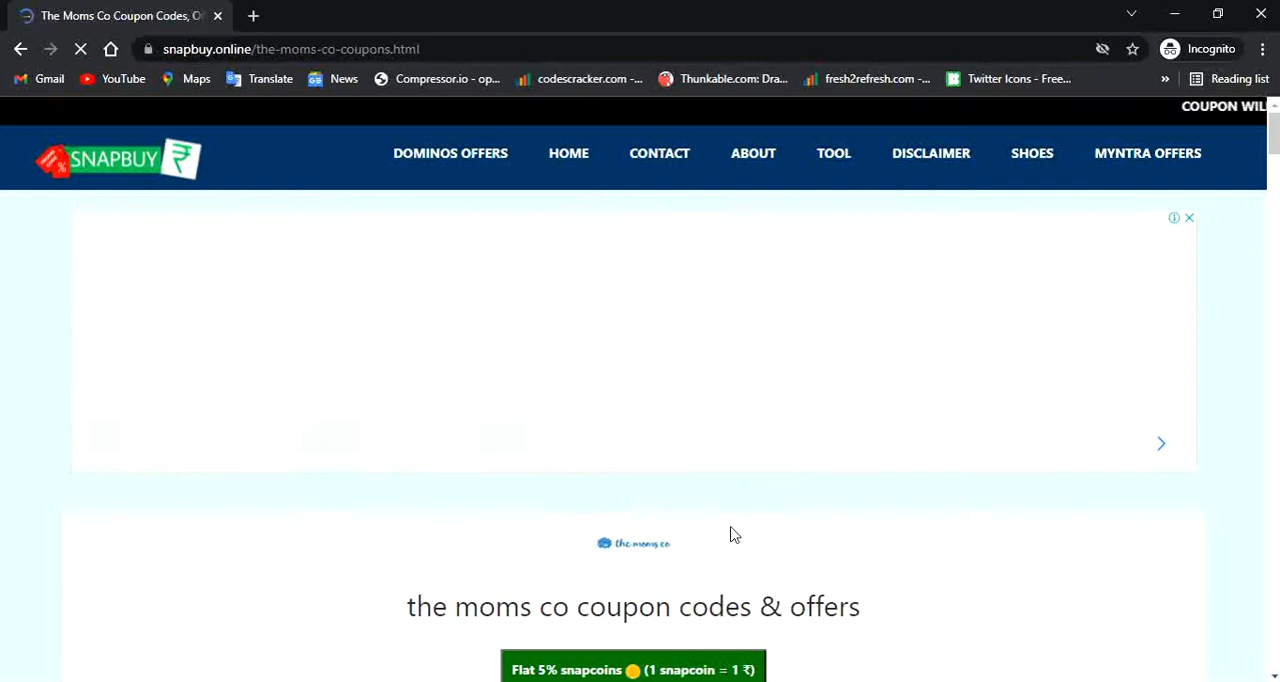 The Moms Co Coupon Codes, O
snapbuy.online/the-moms-co-coupons.html
Incognito
Gmail
YouTube
Maps
Translate
News
Compressor.io - op...
codescracker.com -...
Thunkable.com: Dra...
fresh2refresh.com -...
Twitter Icons - Free...
»
Reading list
COUPON WIL
SNAPBUY ₹
DOMINOS OFFERS
HOME
CONTACT
ABOUT
TOOL
DISCLAIMER
SHOES
MYNTRA OFFERS
the moms co
the moms co coupon codes & offers
Flat 5% snapcoins (1 snapcoin = 1 ₹)